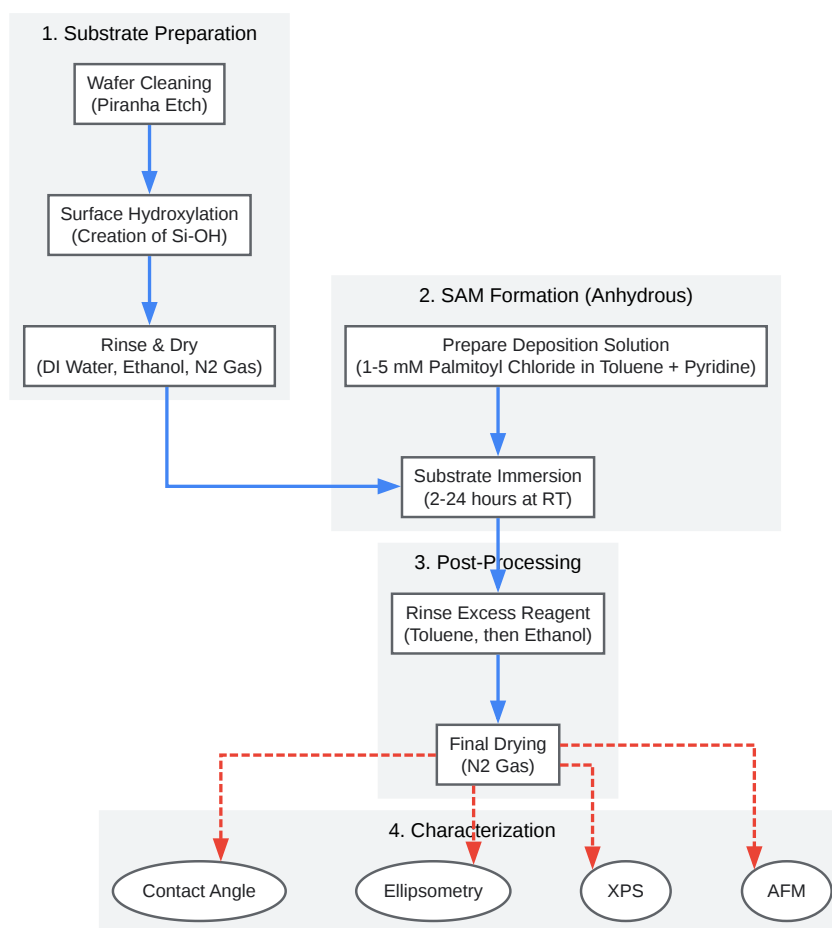 1. Substrate Preparation
Wafer Cleaning
(Piranha Etch)
Surface Hydroxylation
(Creation of Si-OH)
Rinse & Dry
(DI Water, Ethanol, N2 Gas)
2. SAM Formation (Anhydrous)
Prepare Deposition Solution
(1-5 mM Palmitoyl Chloride in Toluene + Pyridine)
Substrate Immersion
(2-24 hours at RT)
3. Post-Processing
Rinse Excess Reagent
(Toluene, then Ethanol)
Final Drying
(N2 Gas)
4. Characterization
Contact Angle
Ellipsometry
XPS
AFM